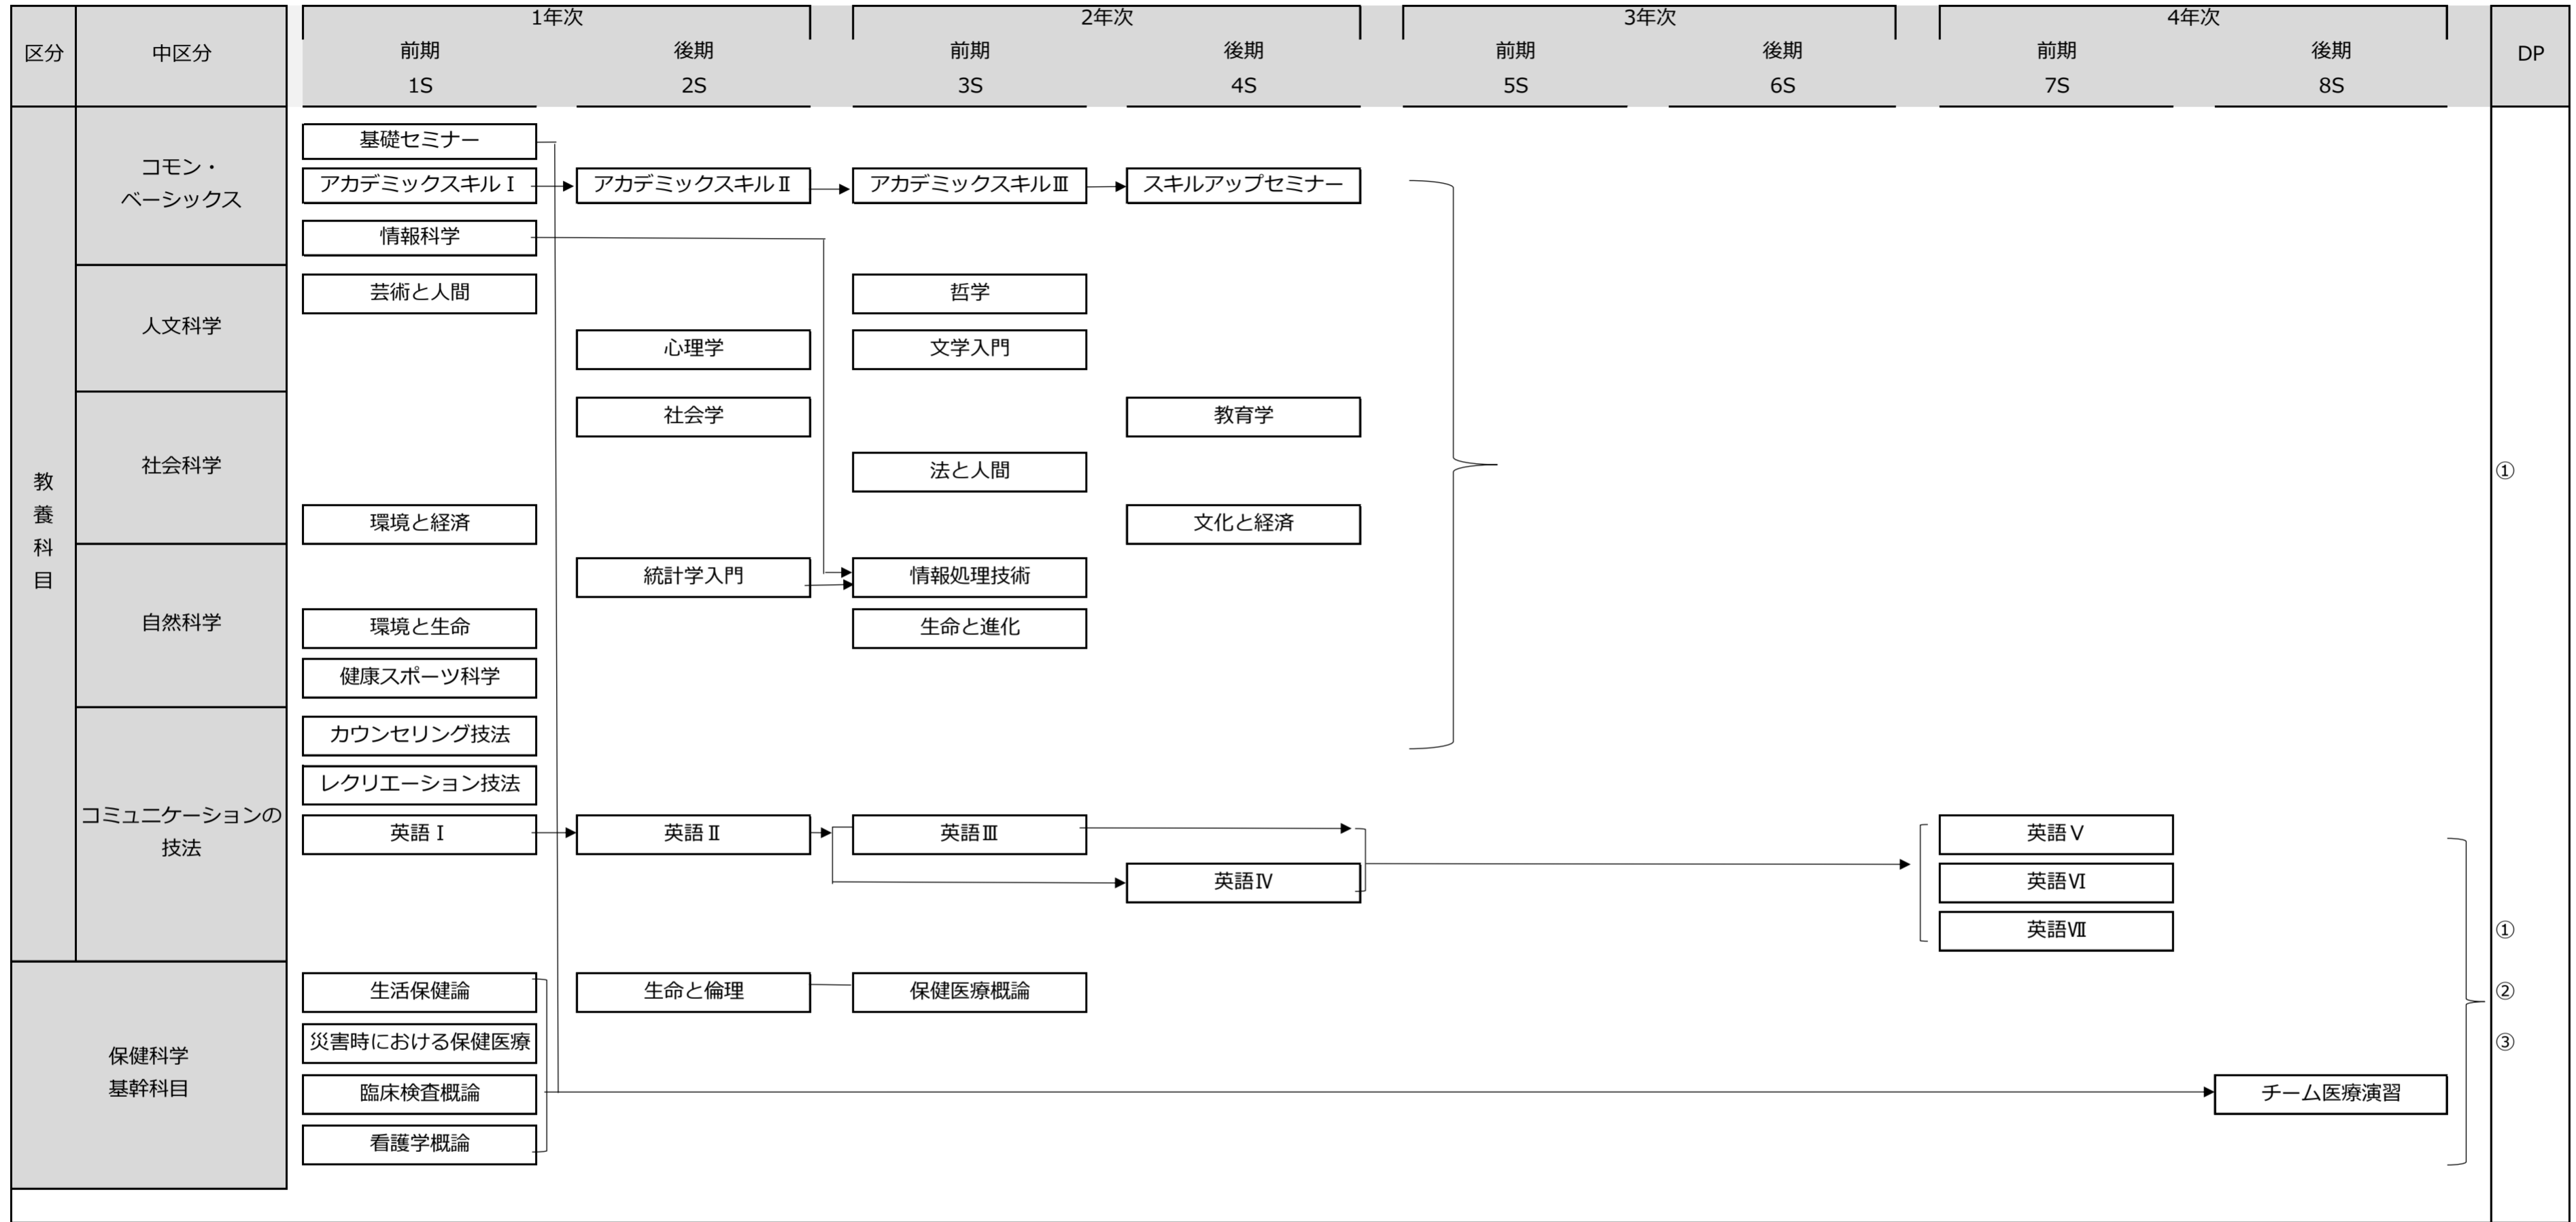 区分
中区分
1年次
2年次
3年次
4年次
前期
後期
前期
後期
前期
後期
前期
後期
DP
1S
2S
3S
4S
5S
6S
7S
8S
教養科目
コモン・
ベーシックス
基礎セミナー
アカデミックスキルⅠ
アカデミックスキルⅡ
アカデミックスキルⅢ
スキルアップセミナー
情報科学
人文科学
芸術と人間
哲学
心理学
文学入門
社会科学
社会学
教育学
法と人間
①
環境と経済
文化と経済
自然科学
統計学入門
情報処理技術
環境と生命
生命と進化
健康スポーツ科学
コミュニケーションの
技法
カウンセリング技法
レクリエーション技法
英語Ⅰ
英語Ⅱ
英語Ⅲ
英語Ⅴ
英語Ⅳ
英語Ⅵ
英語Ⅶ
①
保健科学
基幹科目
生活保健論
生命と倫理
保健医療概論
②
災害時における保健医療
③
臨床検査概論
チーム医療演習
看護学概論